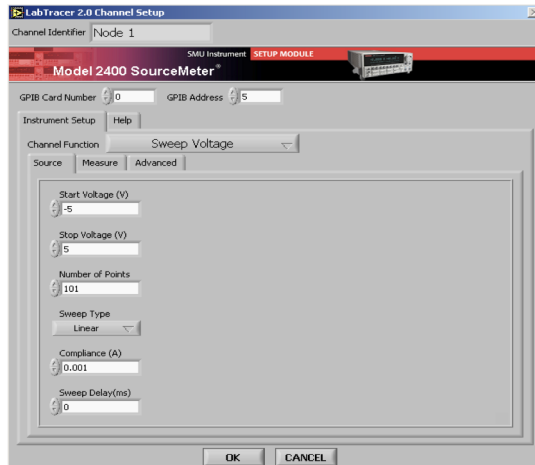 LabTracer 2.0 Channel Setup
Channel Identifier Node 1
SMU Instrument SETUP MODULE
Model 2400 SourceMeter®
GPIB Card Number 0 GPIB Address 5
Instrument Setup Help
Channel Function Sweep Voltage
Source Measure Advanced
Start Voltage (V)
-5
Stop Voltage (V)
5
Number of Points
101
Sweep Type
Linear
Compliance (A)
0.001
Sweep Delay(ms)
0
OK CANCEL